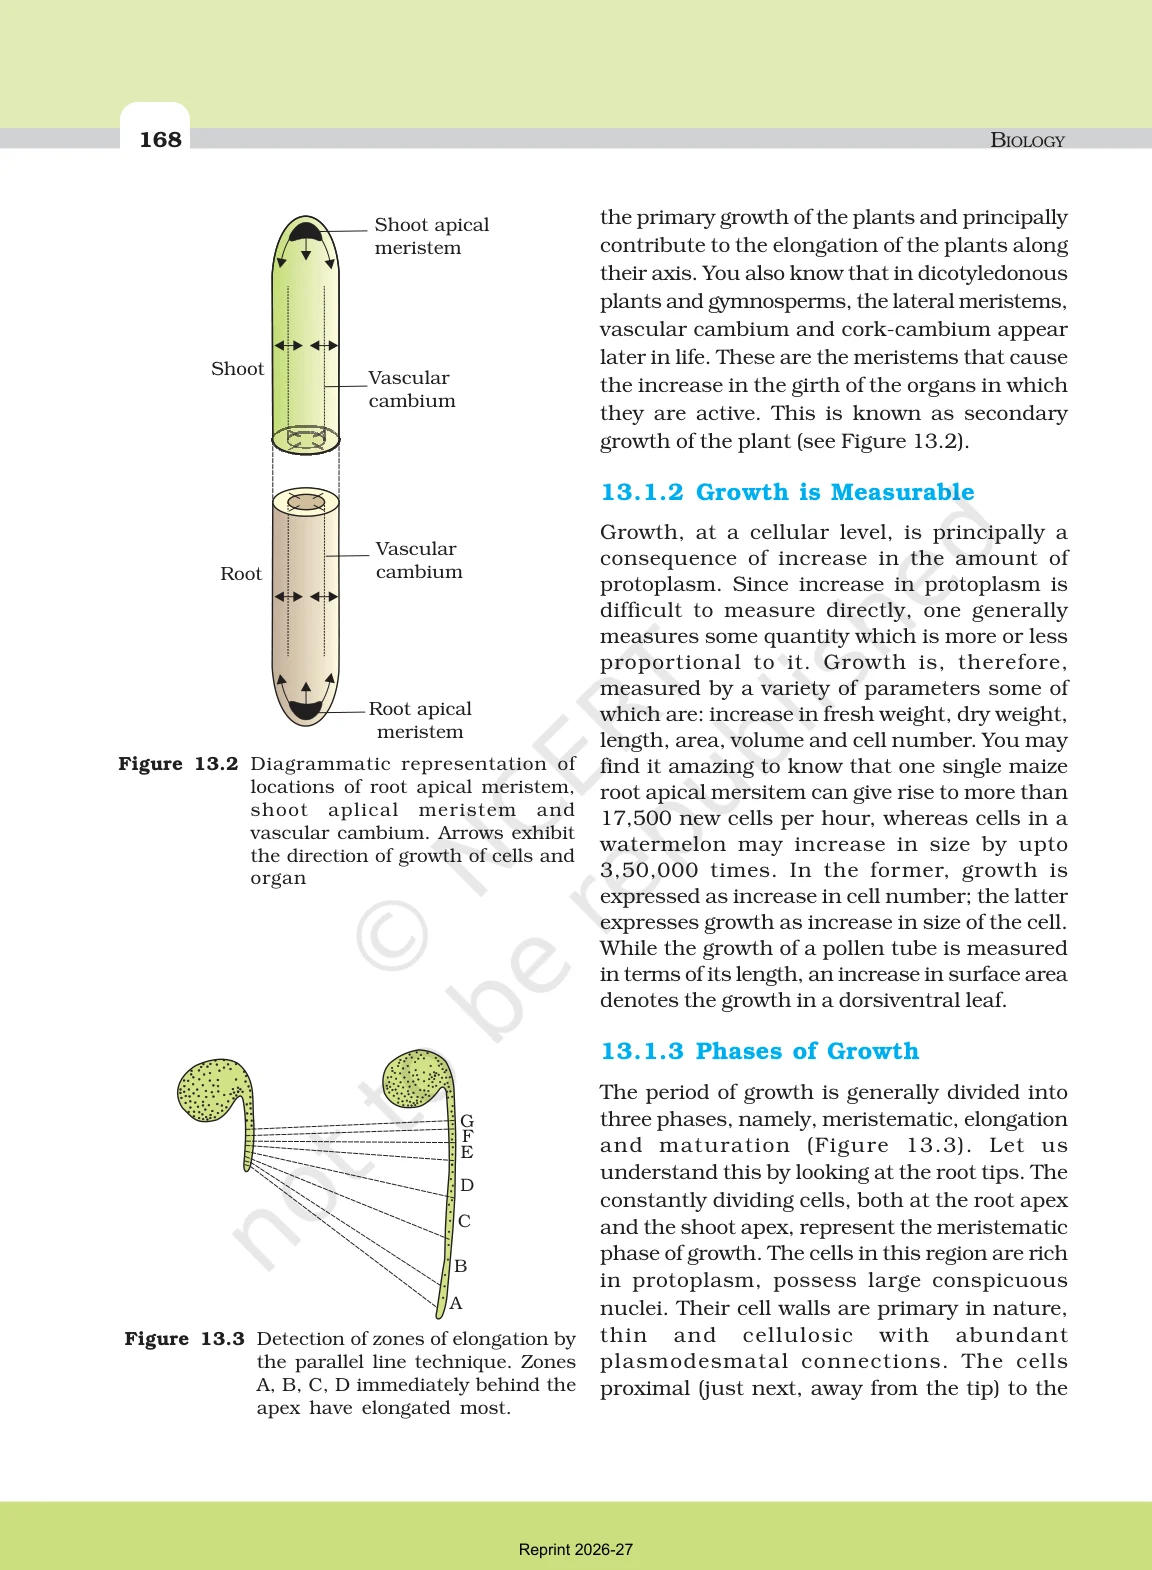 168
BIOLOGY
Shoot apical
meristem
Shoot
Vascular
cambium
Vascular
cambium
Root
Root apical
meristem
Figure 13.2 Diagrammatic representation of
locations of root apical meristem,
shoot aplical meristem and
vascular cambium. Arrows exhibit
the direction of growth of cells and
organ
G
F
E
D
C
B
A
Figure 13.3 Detection of zones of elongation by
the parallel line technique. Zones
A, B, C, D immediately behind the
apex have elongated most.
the primary growth of the plants and principally
contribute to the elongation of the plants along
their axis. You also know that in dicotyledonous
plants and gymnosperms, the lateral meristems,
vascular cambium and cork-cambium appear
later in life. These are the meristems that cause
the increase in the girth of the organs in which
they are active. This is known as secondary
growth of the plant (see Figure 13.2).
13.1.2 Growth is Measurable
Growth, at a cellular level, is principally a
consequence of increase in the amount of
protoplasm. Since increase in protoplasm is
difficult to measure directly, one generally
measures some quantity which is more or less
proportional to it. Growth is, therefore,
measured by a variety of parameters some of
which are: increase in fresh weight, dry weight,
length, area, volume and cell number. You may
find it amazing to know that one single maize
root apical mersitem can give rise to more than
17,500 new cells per hour, whereas cells in a
watermelon may increase in size by upto
3,50,000 times. In the former, growth is
expressed as increase in cell number; the latter
expresses growth as increase in size of the cell.
While the growth of a pollen tube is measured
in terms of its length, an increase in surface area
denotes the growth in a dorsiventral leaf.
13.1.3 Phases of Growth
The period of growth is generally divided into
three phases, namely, meristematic, elongation
and maturation (Figure 13.3). Let us
understand this by looking at the root tips. The
constantly dividing cells, both at the root apex
and the shoot apex, represent the meristematic
phase of growth. The cells in this region are rich
in protoplasm, possess large conspicuous
nuclei. Their cell walls are primary in nature,
thin and cellulosic with abundant
plasmodesmatal connections. The cells
proximal (just next, away from the tip) to the
© NCERT
not to be republished
Reprint 2026-27